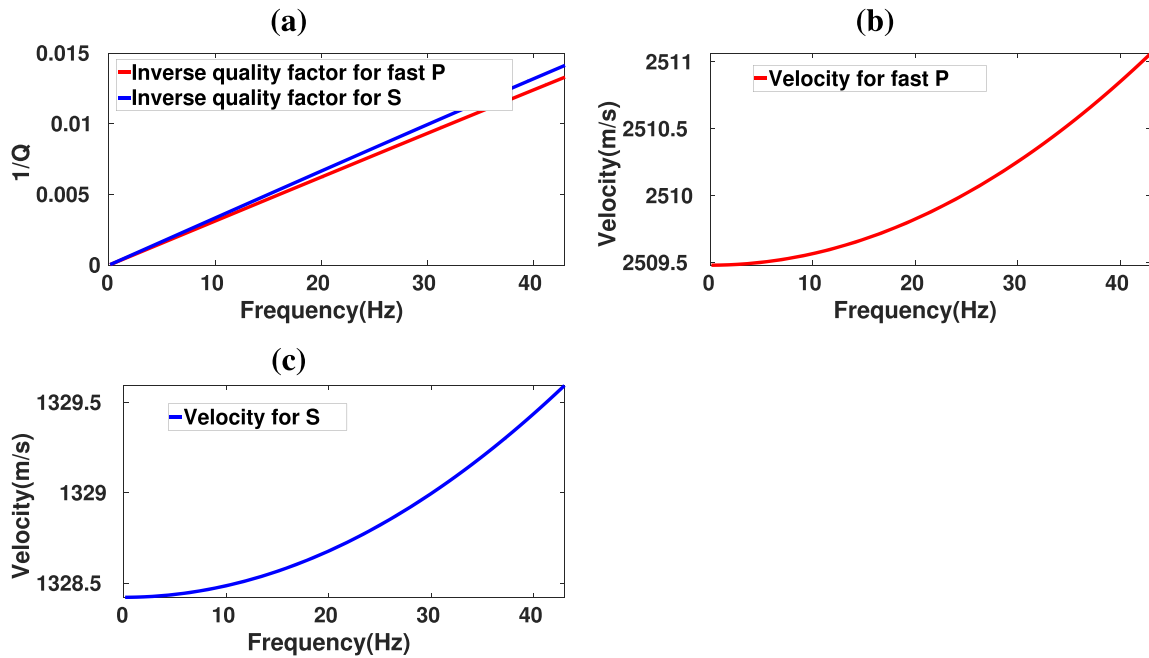 (a)
0.015
0.01
0.005
0
1/Q
Inverse quality factor for fast P
Inverse quality factor for S
0 10 20 30 40
Frequency(Hz)
(b)
2511
2510.5
2510
2509.5
Velocity(m/s)
Velocity for fast P
0 10 20 30 40
Frequency(Hz)
(c)
1329.5
1329
1328.5
Velocity(m/s)
Velocity for S
0 10 20 30 40
Frequency(Hz)